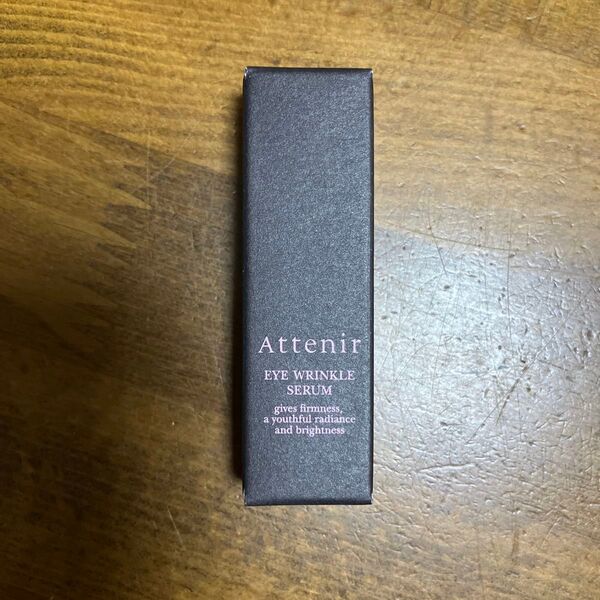 Attenir
EYE WRINKLE
SERUM
gives firmness,
a youthful radiance
and brightness